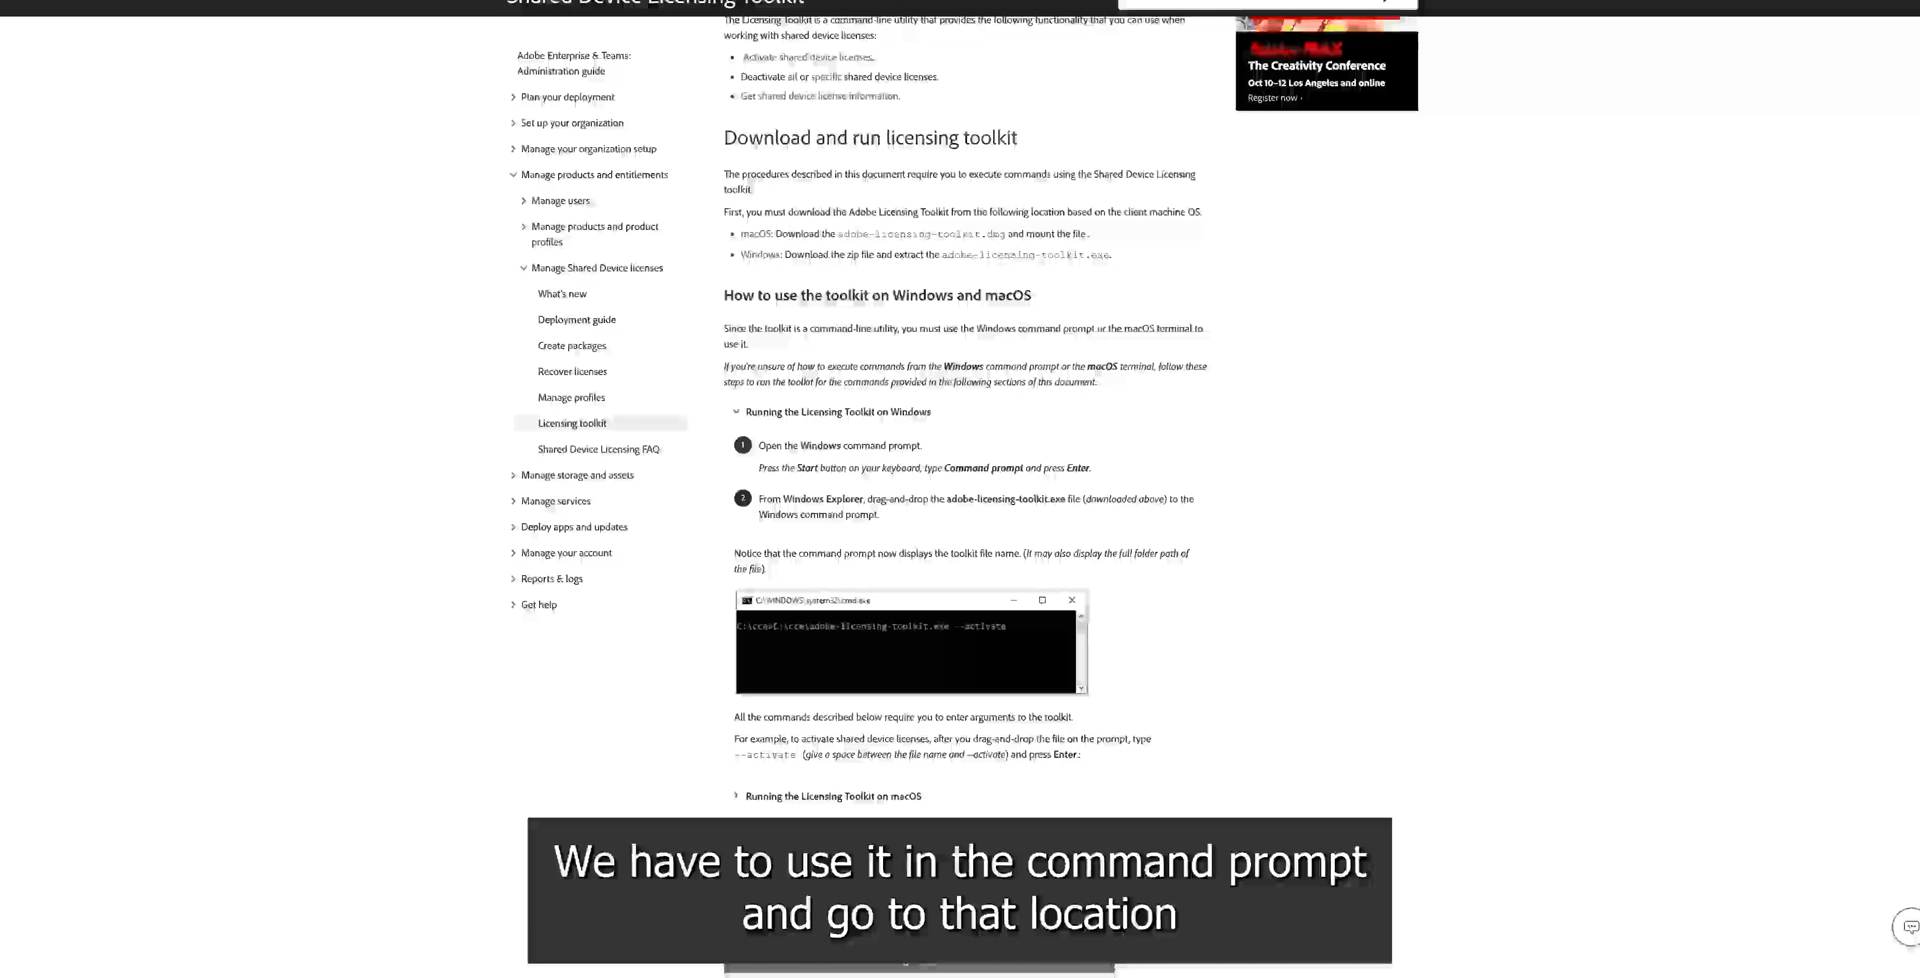 Shared Device Licensing Toolkit
The Licensing Toolkit is a command-line utility that provides the following functionality that you can use when
working with shared device licenses:
Activate shared device licenses.
Deactivate all or specific shared device licenses.
Get shared device license information.
The Creativity Conference
Oct 10–12 Los Angeles and online
Register now ›
Adobe Enterprise & Teams:
Administration guide
Plan your deployment
Set up your organization
Manage your organization setup
Manage products and entitlements
Manage users
Manage products and product
profiles
Manage Shared Device licenses
What's new
Deployment guide
Create packages
Recover licenses
Manage profiles
Licensing toolkit
Shared Device Licensing FAQ
Manage storage and assets
Manage services
Deploy apps and updates
Manage your account
Reports & logs
Get help
Download and run licensing toolkit
The procedures described in this document require you to execute commands using the Shared Device Licensing
toolkit.
First, you must download the Adobe Licensing Toolkit from the following location based on the client machine OS.
macOS: Download the adobe-licensing-toolkit.dmg and mount the file.
Windows: Download the zip file and extract the adobe-licensing-toolkit.exe.
How to use the toolkit on Windows and macOS
Since the toolkit is a command-line utility, you must use the Windows command prompt or the macOS terminal to
use it.
If you're unsure of how to execute commands from the Windows command prompt or the macOS terminal, follow these
steps to run the toolkit for the commands provided in the following sections of this document.
Running the Licensing Toolkit on Windows
1 Open the Windows command prompt.
Press the Start button on your keyboard, type Command prompt and press Enter.
2 From Windows Explorer, drag-and-drop the adobe-licensing-toolkit.exe file (downloaded above) to the
Windows command prompt.
Notice that the command prompt now displays the toolkit file name. (It may also display the full folder path of
the file).
C:\WINDOWS\system32\cmd.exe
adobe-licensing-toolkit.exe --activate
All the commands described below require you to enter arguments to the toolkit.
For example, to activate shared device licenses, after you drag-and-drop the file on the prompt, type
--activate (give a space between the file name and --activate) and press Enter.:
Running the Licensing Toolkit on macOS
We have to use it in the command prompt
and go to that location